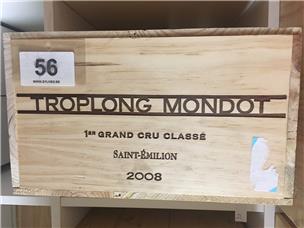 56
TROPLONG MONDOT
1ER GRAND CRU CLASSÉ
SAINT-ÉMILION
2008